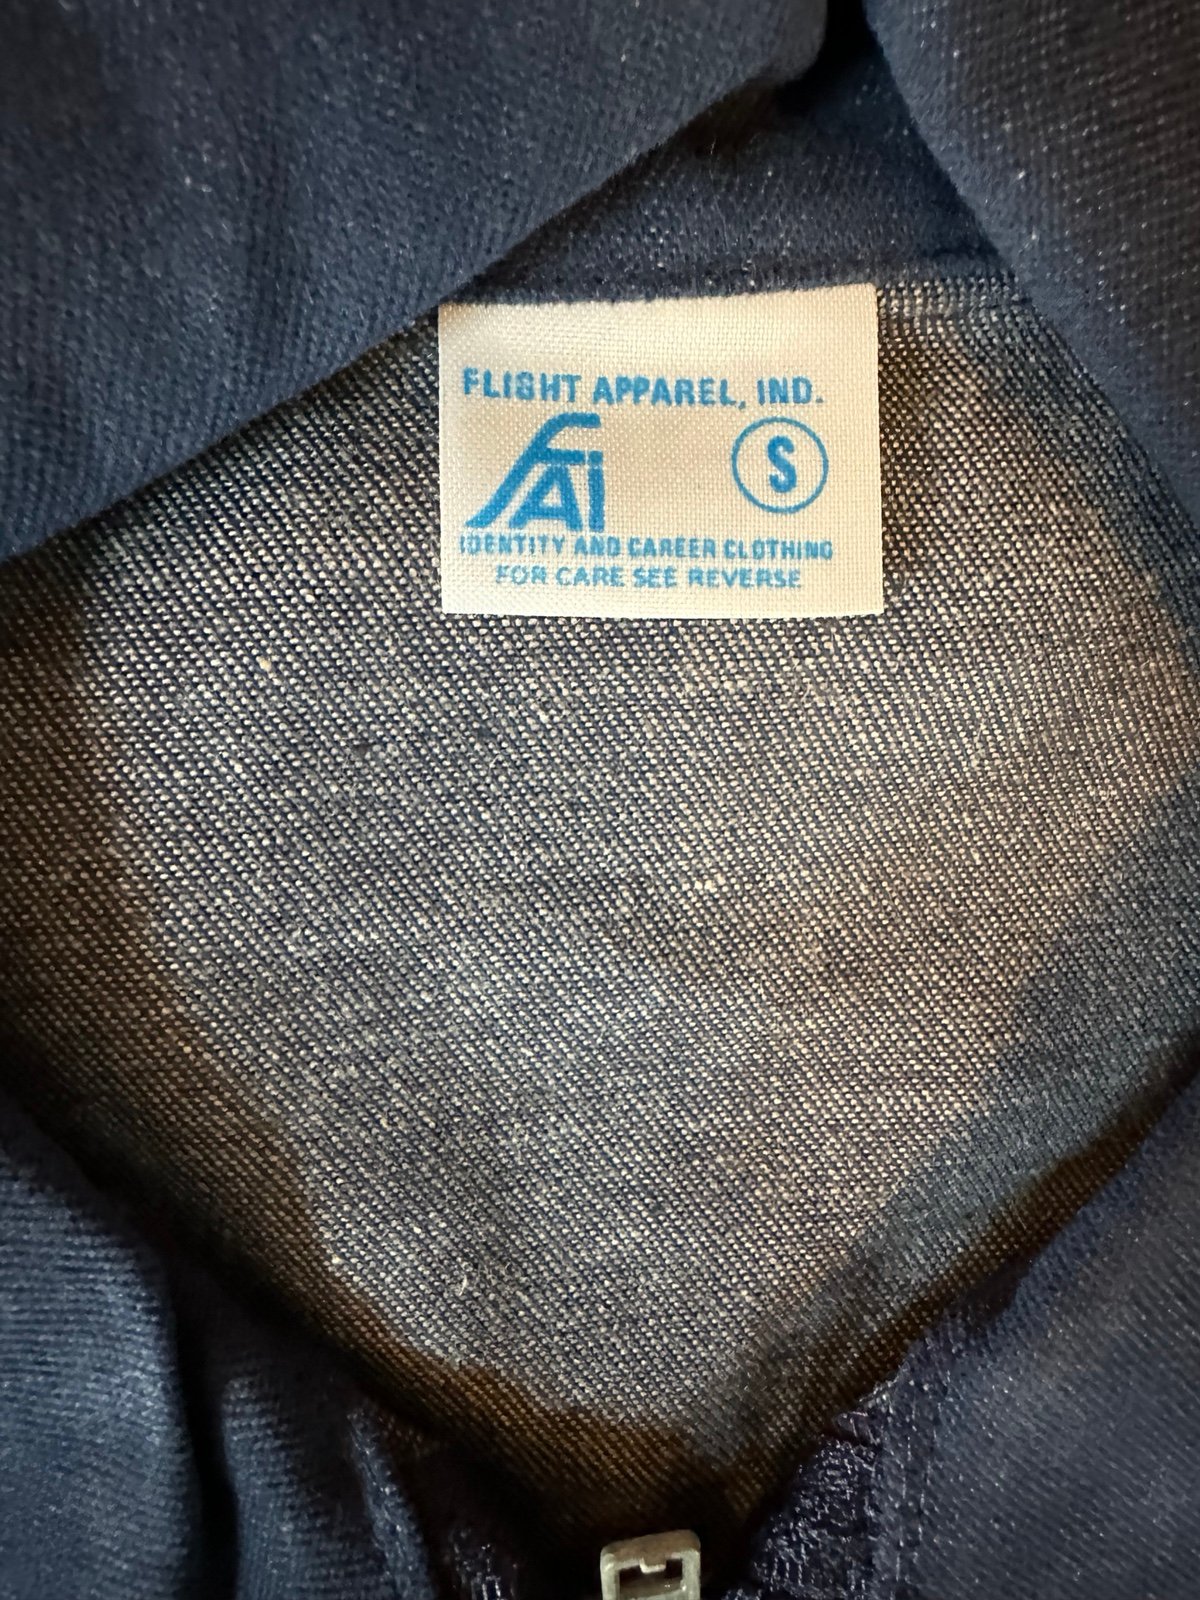 FLIGHT APPAREL, IND.
FAI
S
IDENTITY AND CAREER CLOTHING
FOR CARE SEE REVERSE